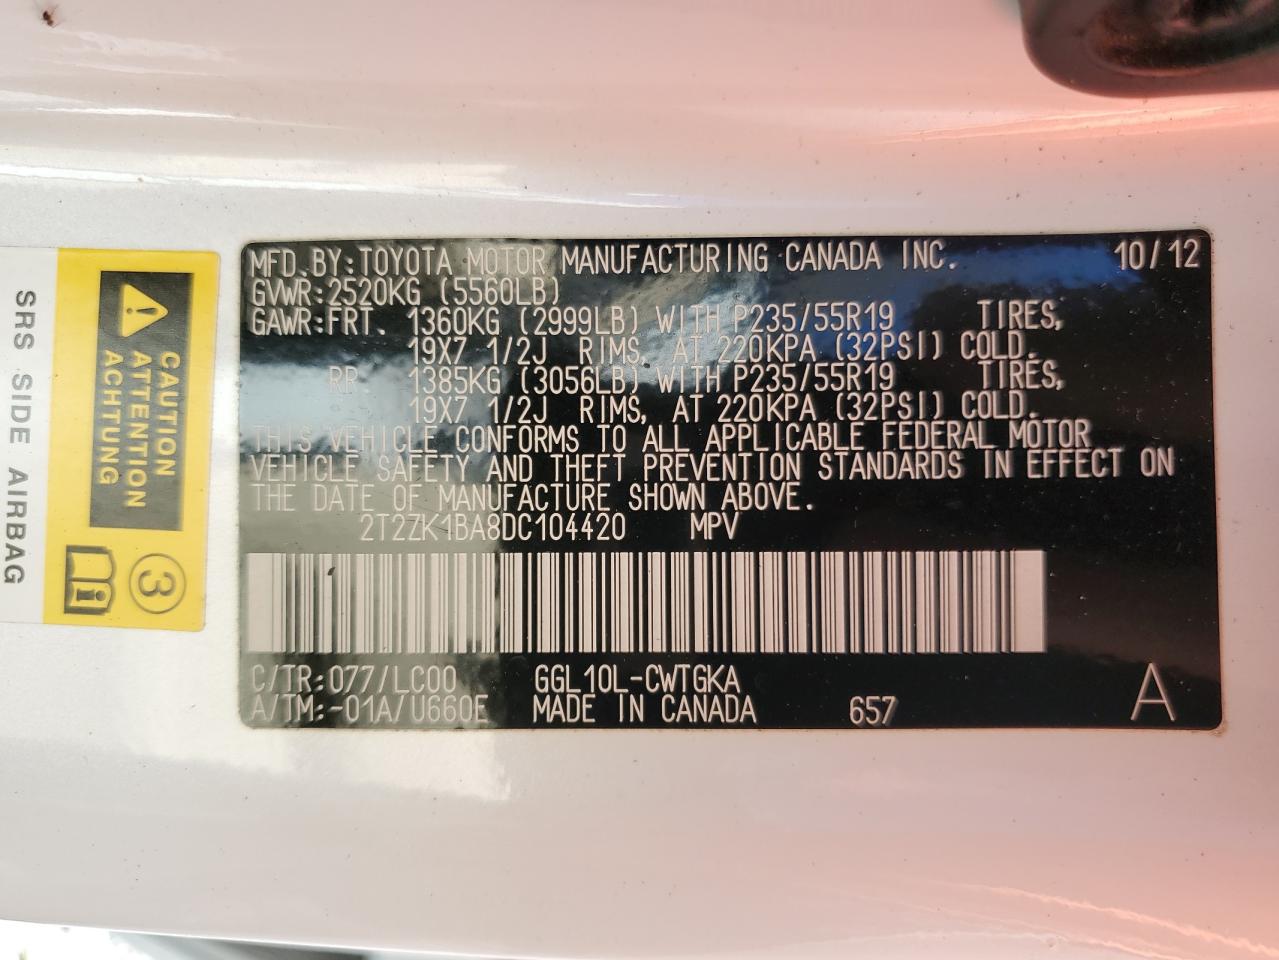 MFD. BY: TOYOTA MOTOR MANUFACTURING CANADA INC. 10/12
GVWR: 2520KG (5560LB)
GAWR: FRT. 1360KG (2999LB) WITH P235/55R19 TIRES,
19X7 1/2J RIMS, AT 220KPA (32PSI) COLD.
RR. 1385KG (3056LB) WITH P235/55R19 TIRES,
19X7 1/2J RIMS, AT 220KPA (32PSI) COLD.
THIS VEHICLE CONFORMS TO ALL APPLICABLE FEDERAL MOTOR
VEHICLE SAFETY AND THEFT PREVENTION STANDARDS IN EFFECT ON
THE DATE OF MANUFACTURE SHOWN ABOVE.
2T2ZK1BA8DC104420 MPV
C/TR: 077/LC00 GGL10L-CWTGKA
A/TM: -01A/U660E MADE IN CANADA 657 A
CAUTION
ATTENTION
ACHTUNG
3
SRS SIDE AIRBAG